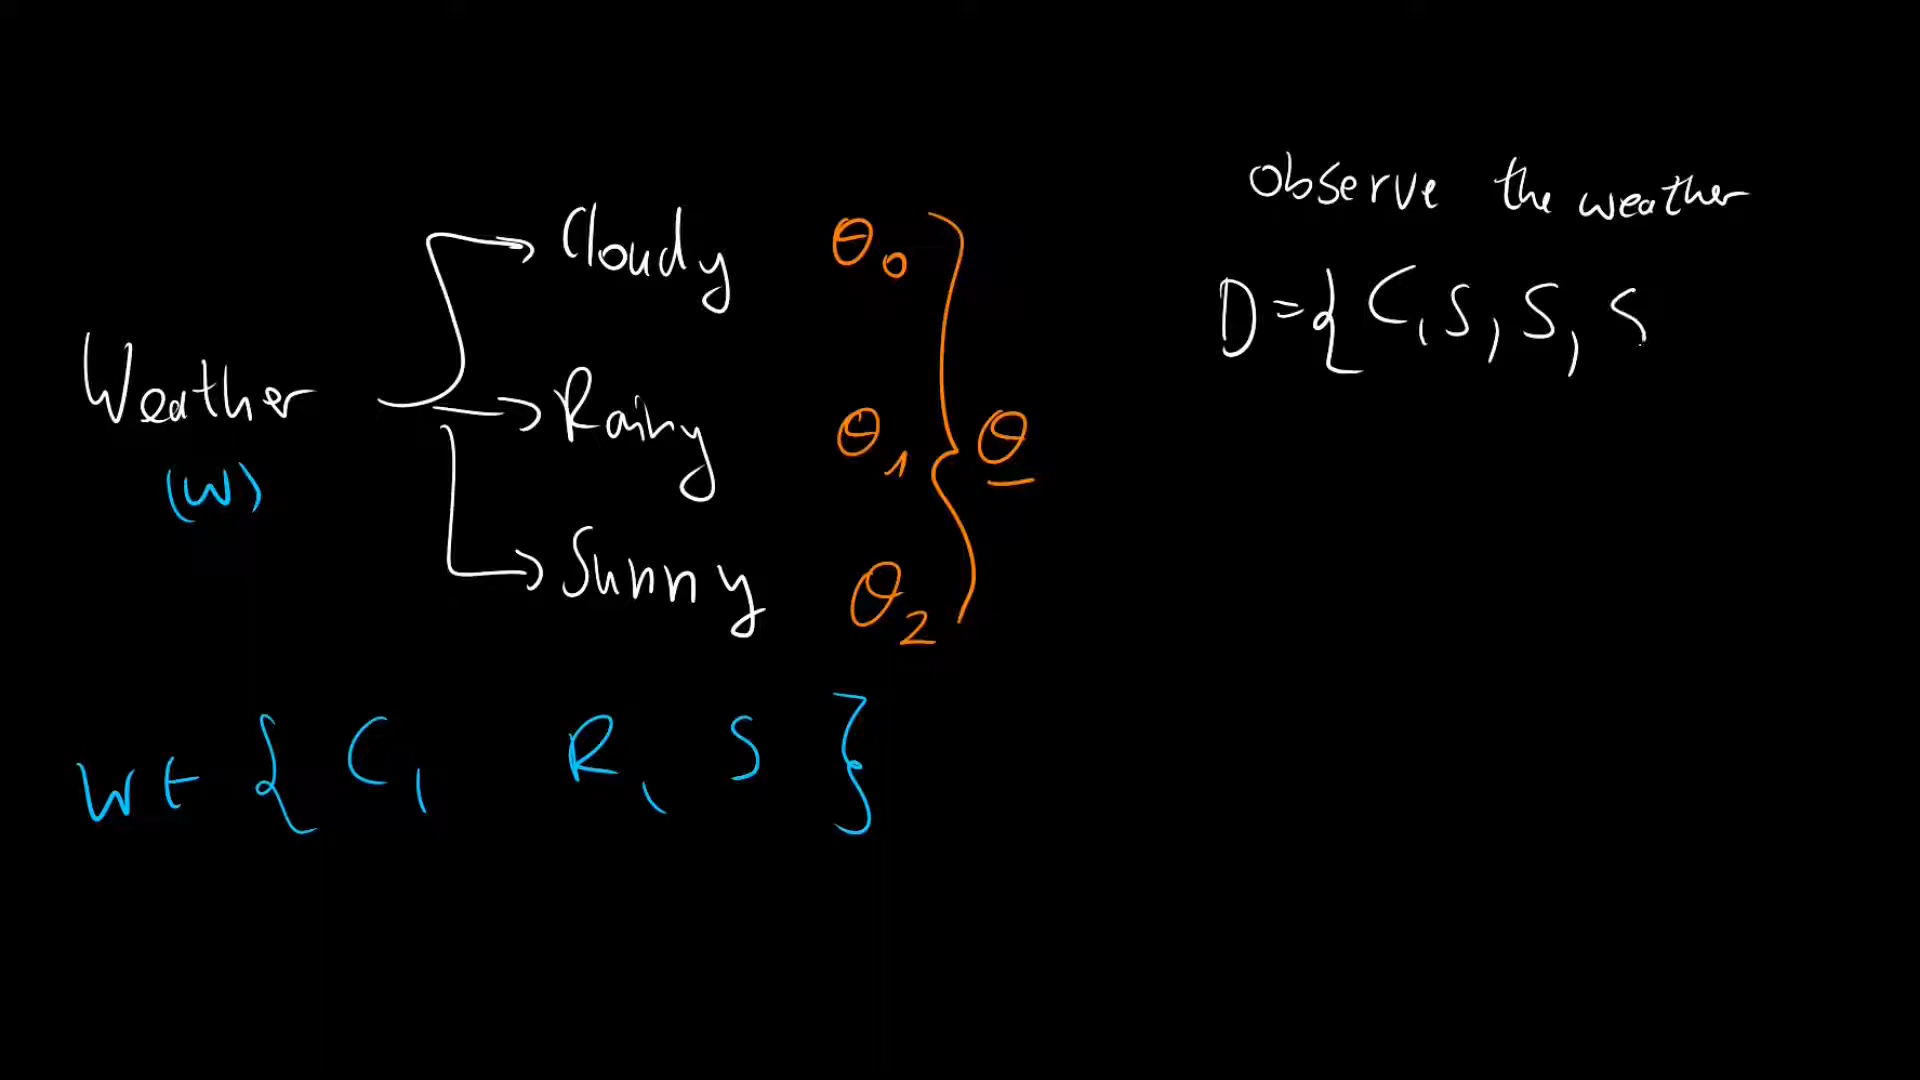 observe the weather
Cloudy θ₀
D={C, S, S, S
Weather
Rainy θ₁ θ
(W)
Sunny θ₂
W ∈ { C, R, S }